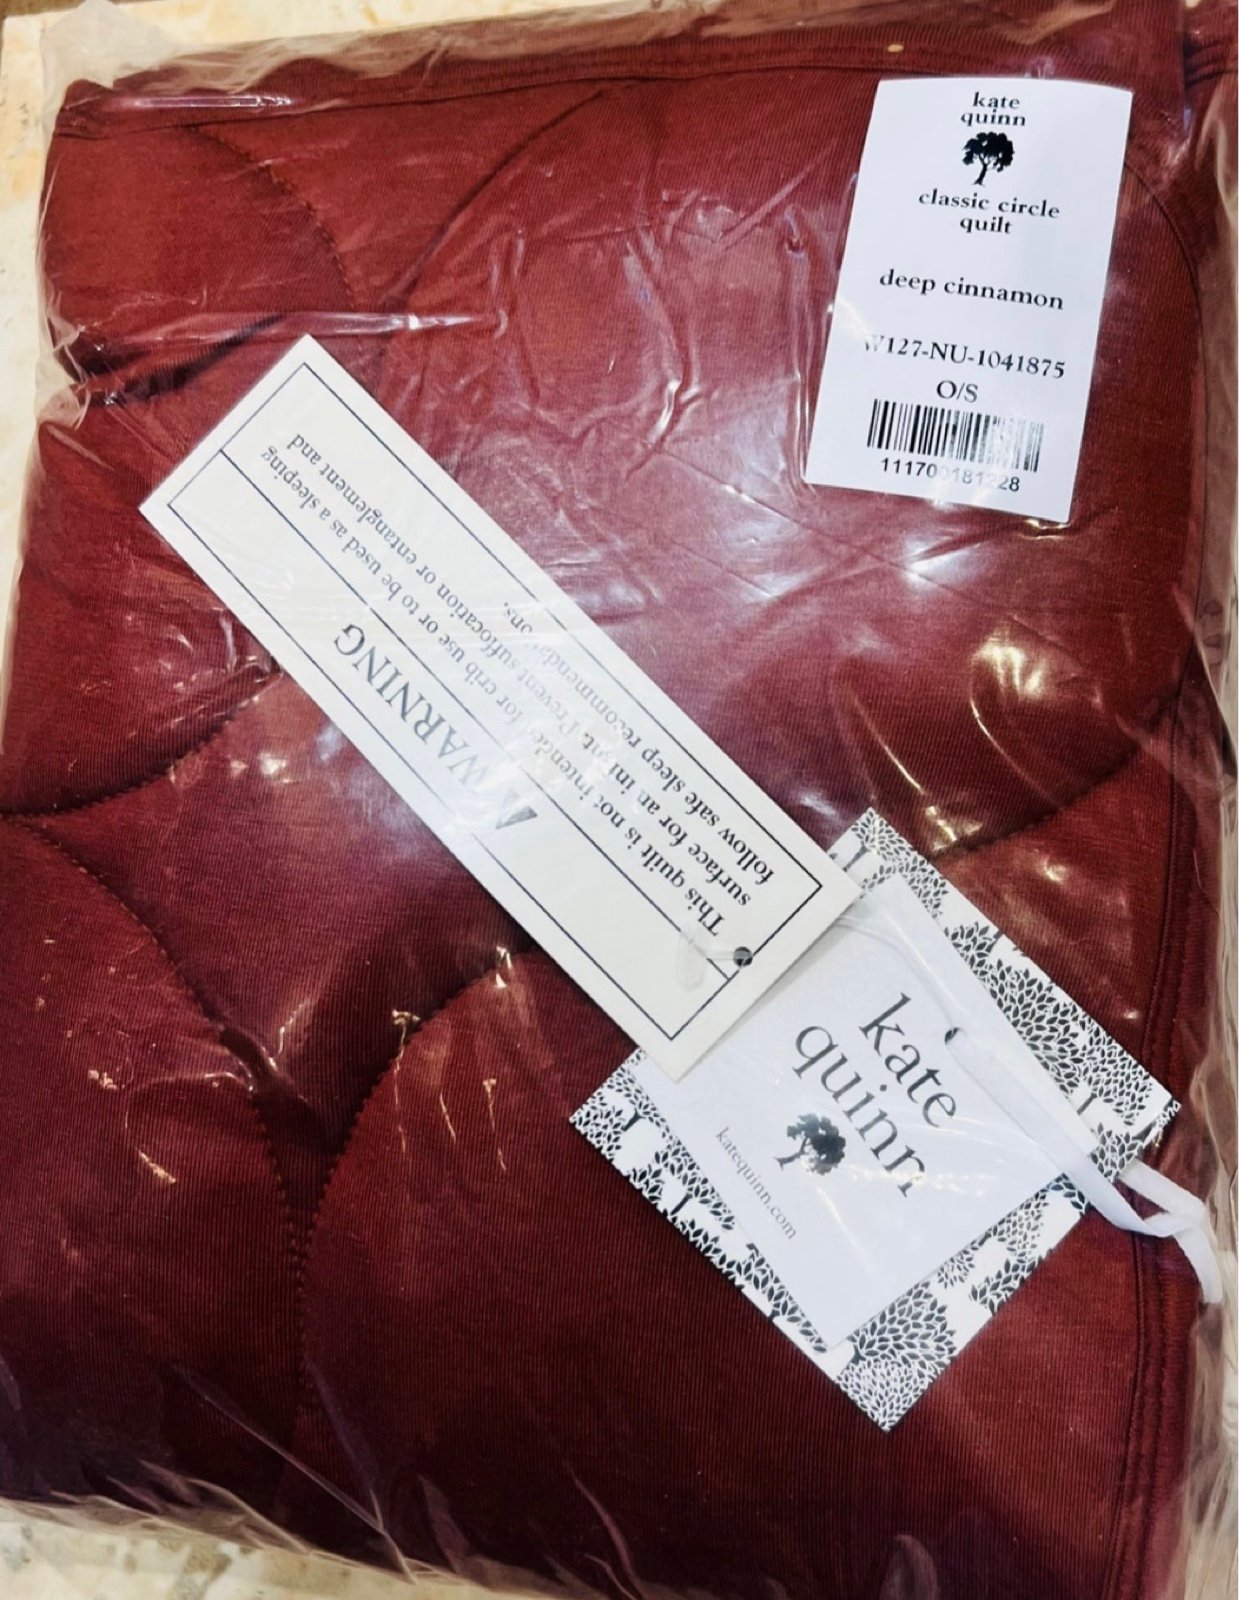 kate
quinn
classic circle
quilt
deep cinnamon
W127-NU-1041875
O/S
111700181228
WARNING
This quilt is not intended for crib use or to be used as a sleeping
surface for an infant. Prevent suffocation or entanglement and
follow safe sleep recommendations.
kate
quinn
katequinn.com